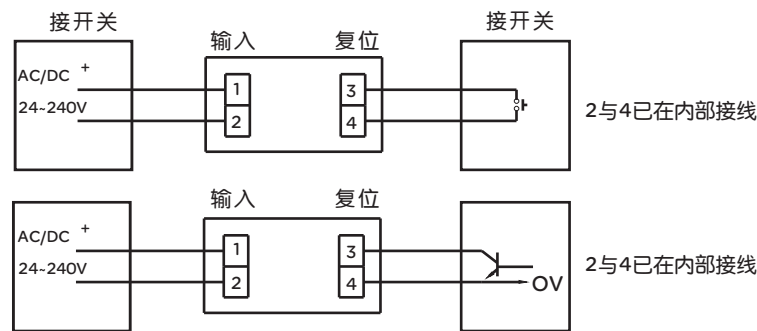 接开关
输入
复位
接开关
AC/DC +
24~240V
1
2
3
4
2与4已在内部接线
输入
复位
AC/DC +
24~240V
1
2
3
4
OV
2与4已在内部接线